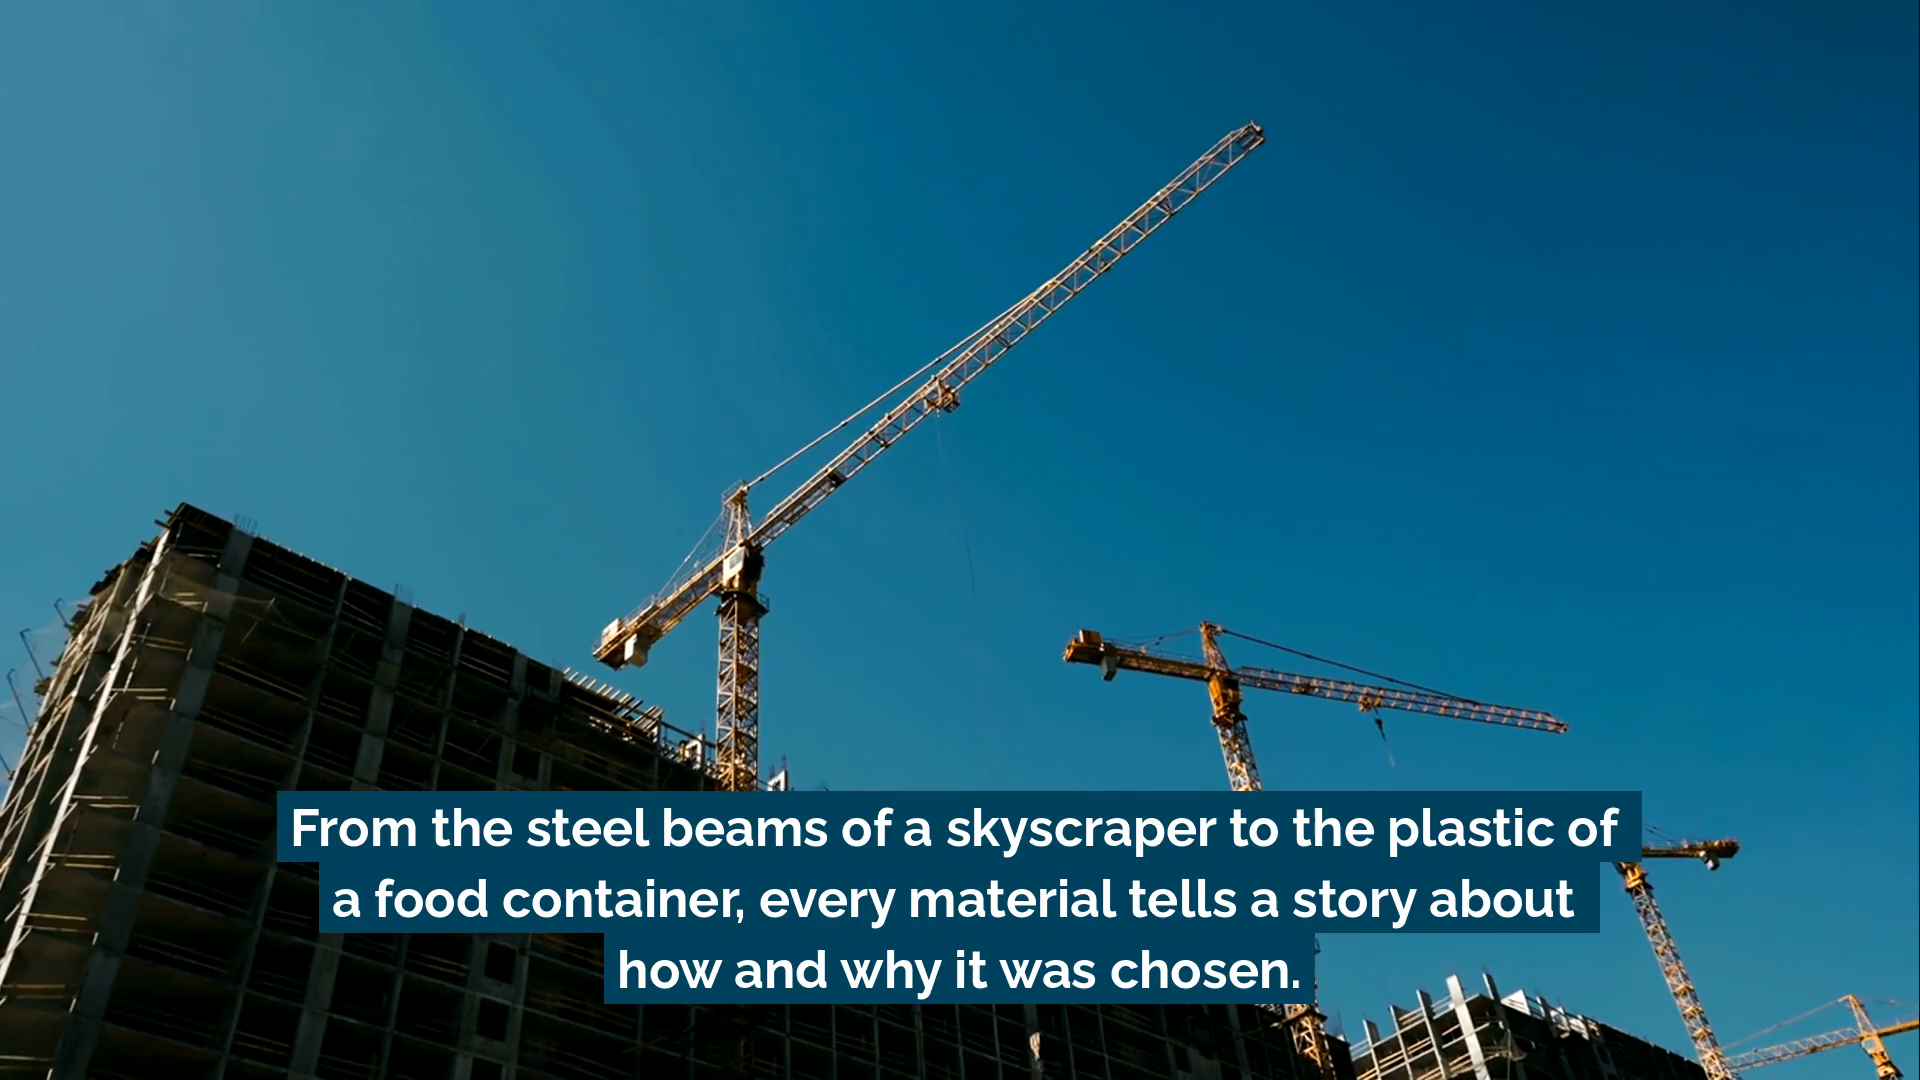 From the steel beams of a skyscraper to the plastic of
a food container, every material tells a story about
how and why it was chosen.